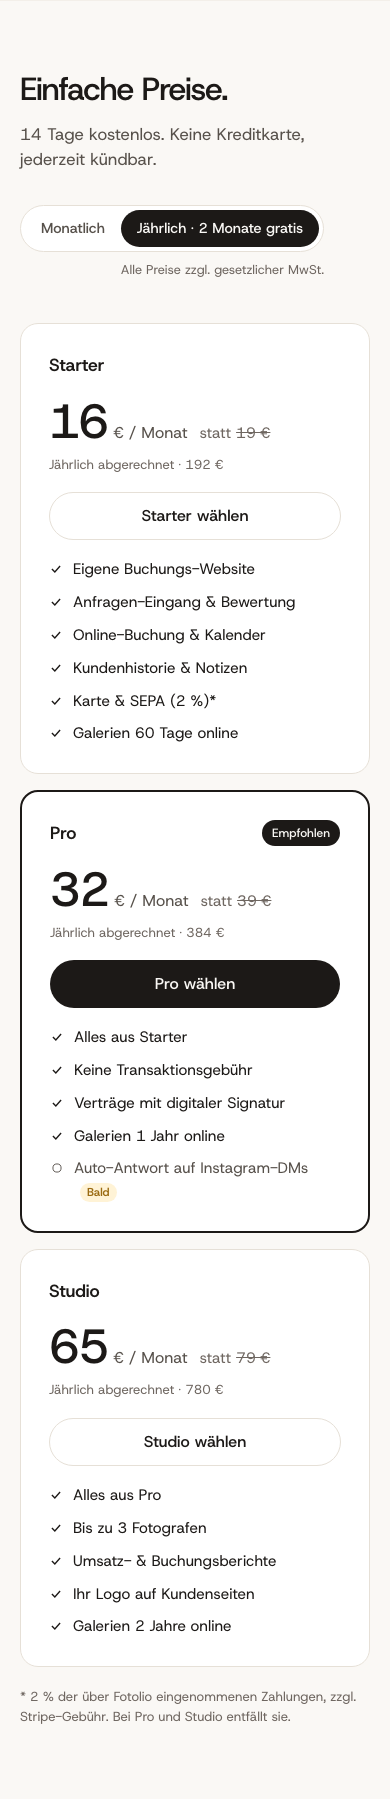 Einfache Preise.
14 Tage kostenlos. Keine Kreditkarte,
jederzeit kündbar.
Monatlich
Jährlich · 2 Monate gratis
Alle Preise zzgl. gesetzlicher MwSt.
Starter
16 € / Monat statt 19 €
Jährlich abgerechnet · 192 €
Starter wählen
Eigene Buchungs-Website
Anfragen-Eingang & Bewertung
Online-Buchung & Kalender
Kundenhistorie & Notizen
Karte & SEPA (2 %)*
Galerien 60 Tage online
Pro
Empfohlen
32 € / Monat statt 39 €
Jährlich abgerechnet · 384 €
Pro wählen
Alles aus Starter
Keine Transaktionsgebühr
Verträge mit digitaler Signatur
Galerien 1 Jahr online
Auto-Antwort auf Instagram-DMs
Bald
Studio
65 € / Monat statt 79 €
Jährlich abgerechnet · 780 €
Studio wählen
Alles aus Pro
Bis zu 3 Fotografen
Umsatz- & Buchungsberichte
Ihr Logo auf Kundenseiten
Galerien 2 Jahre online
* 2 % der über Fotolio eingenommenen Zahlungen, zzgl.
Stripe-Gebühr. Bei Pro und Studio entfällt sie.